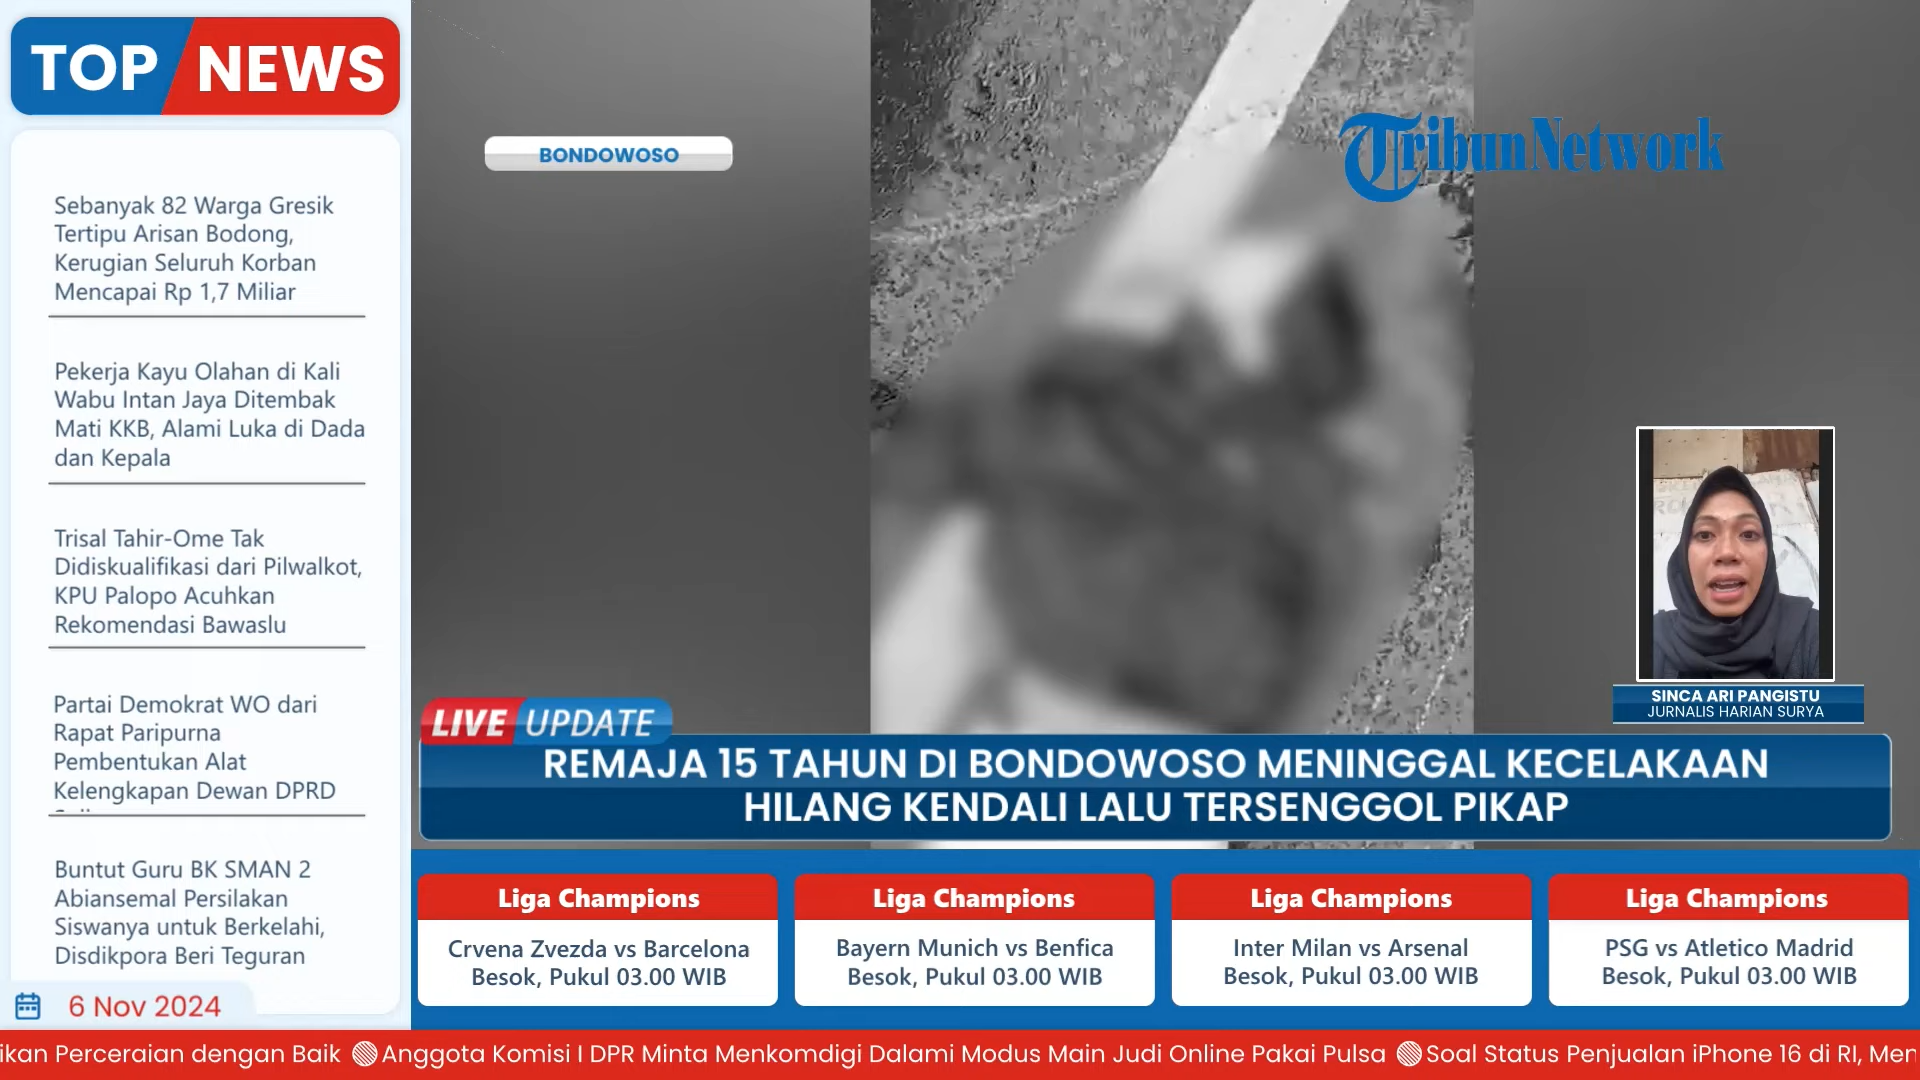 TOP NEWS
Sebanyak 82 Warga Gresik
Tertipu Arisan Bodong,
Kerugian Seluruh Korban
Mencapai Rp 1,7 Miliar
Pekerja Kayu Olahan di Kali
Wabu Intan Jaya Ditembak
Mati KKB, Alami Luka di Dada
dan Kepala
Trisal Tahir-Ome Tak
Didiskualifikasi dari Pilwalkot,
KPU Palopo Acuhkan
Rekomendasi Bawaslu
Partai Demokrat WO dari
Rapat Paripurna
Pembentukan Alat
Kelengkapan Dewan DPRD
Buntut Guru BK SMAN 2
Abiansemal Persilakan
Siswanya untuk Berkelahi,
Disdikpora Beri Teguran
6 Nov 2024
BONDOWOSO
TribunNetwork
SINCA ARI PANGISTU
JURNALIS HARIAN SURYA
LIVE UPDATE
REMAJA 15 TAHUN DI BONDOWOSO MENINGGAL KECELAKAAN
HILANG KENDALI LALU TERSENGGOL PIKAP
Liga Champions
Crvena Zvezda vs Barcelona
Besok, Pukul 03.00 WIB
Liga Champions
Bayern Munich vs Benfica
Besok, Pukul 03.00 WIB
Liga Champions
Inter Milan vs Arsenal
Besok, Pukul 03.00 WIB
Liga Champions
PSG vs Atletico Madrid
Besok, Pukul 03.00 WIB
ikan Perceraian dengan Baik Anggota Komisi I DPR Minta Menkomdigi Dalami Modus Main Judi Online Pakai Pulsa Soal Status Penjualan iPhone 16 di RI, Men